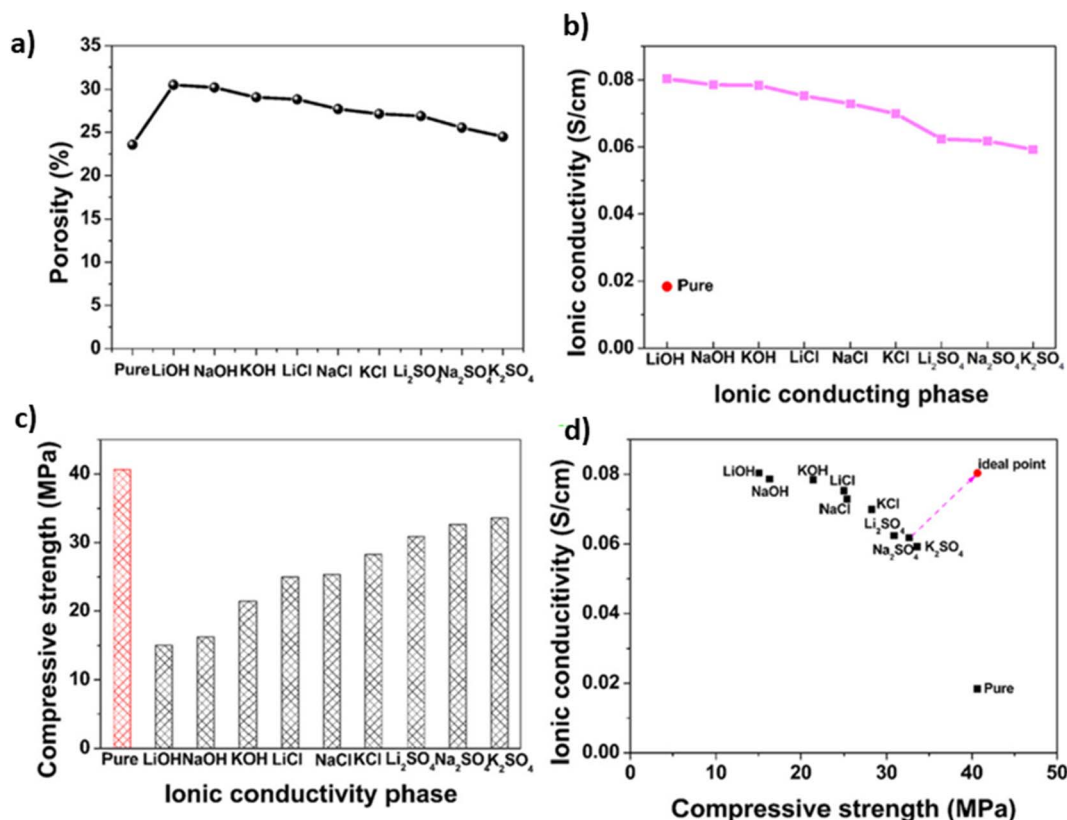 a)
35
30
25
20
15
10
5
0
Porosity (%)
Pure LiOH NaOH KOH LiCl NaCl KCl Li₂SO₄ Na₂SO₄ K₂SO₄
b)
0.08
0.06
0.04
0.02
0.00
Ionic conductivity (S/cm)
Pure
LiOH NaOH KOH LiCl NaCl KCl Li₂SO₄ Na₂SO₄ K₂SO₄
Ionic conducting phase
c)
40
30
20
10
0
Compressive strength (MPa)
Pure LiOH NaOH KOH LiCl NaCl KCl Li₂SO₄ Na₂SO₄ K₂SO₄
Ionic conductivity phase
d)
0.08
0.06
0.04
0.02
0.00
Ionic conducitivity (S/cm)
LiOH
NaOH
KOH
LiCl
NaCl
KCl
Li₂SO₄
Na₂SO₄
K₂SO₄
ideal point
Pure
0 10 20 30 40 50
Compressive strength (MPa)